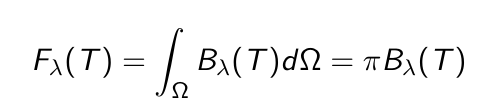 F_λ(T) = ∫_Ω B_λ(T)dΩ = πB_λ(T)